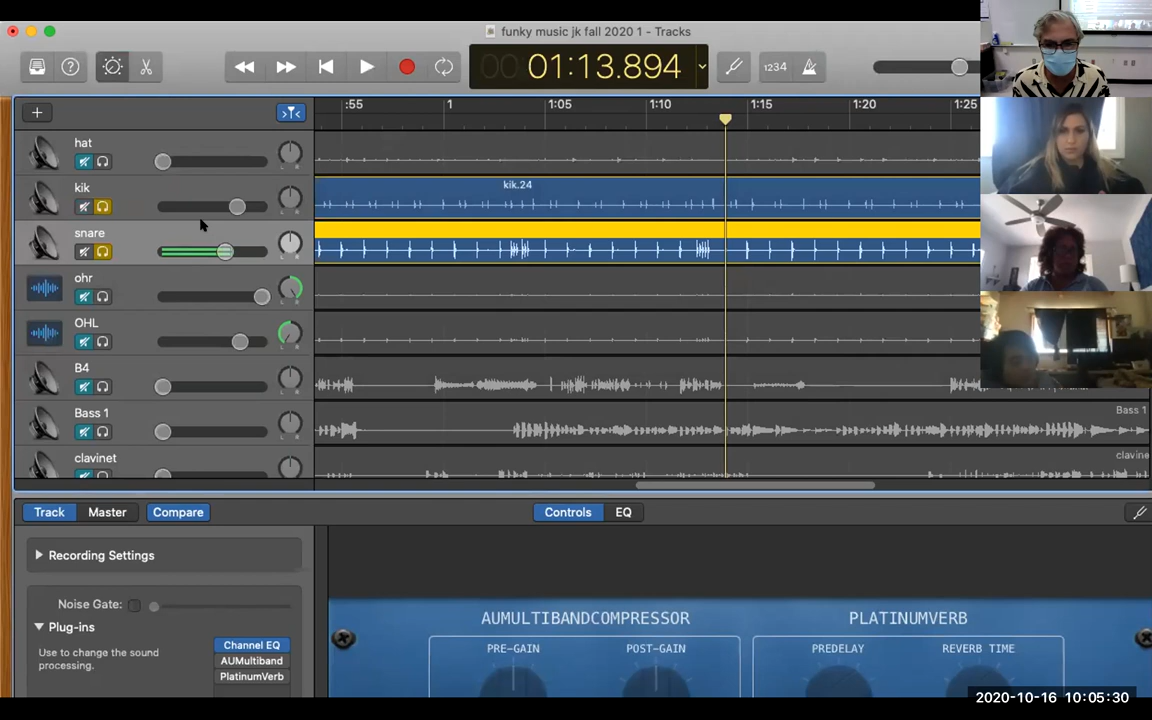 funky music jk fall 2020 1 - Tracks
00 01:13.894
1234
:55 1 1:05 1:10 1:15 1:20 1:25
hat
kik
kik.24
snare
ohr
OHL
B4
Bass 1
Bass 1
clavinet
clavine
Track Master Compare
Controls EQ
Recording Settings
Noise Gate:
Plug-ins
Use to change the sound
processing.
Channel EQ
AUMultiband
PlatinumVerb
AUMULTIBANDCOMPRESSOR
PLATINUMVERB
PRE-GAIN POST-GAIN
PREDELAY REVERB TIME
2020-10-16 10:05:30